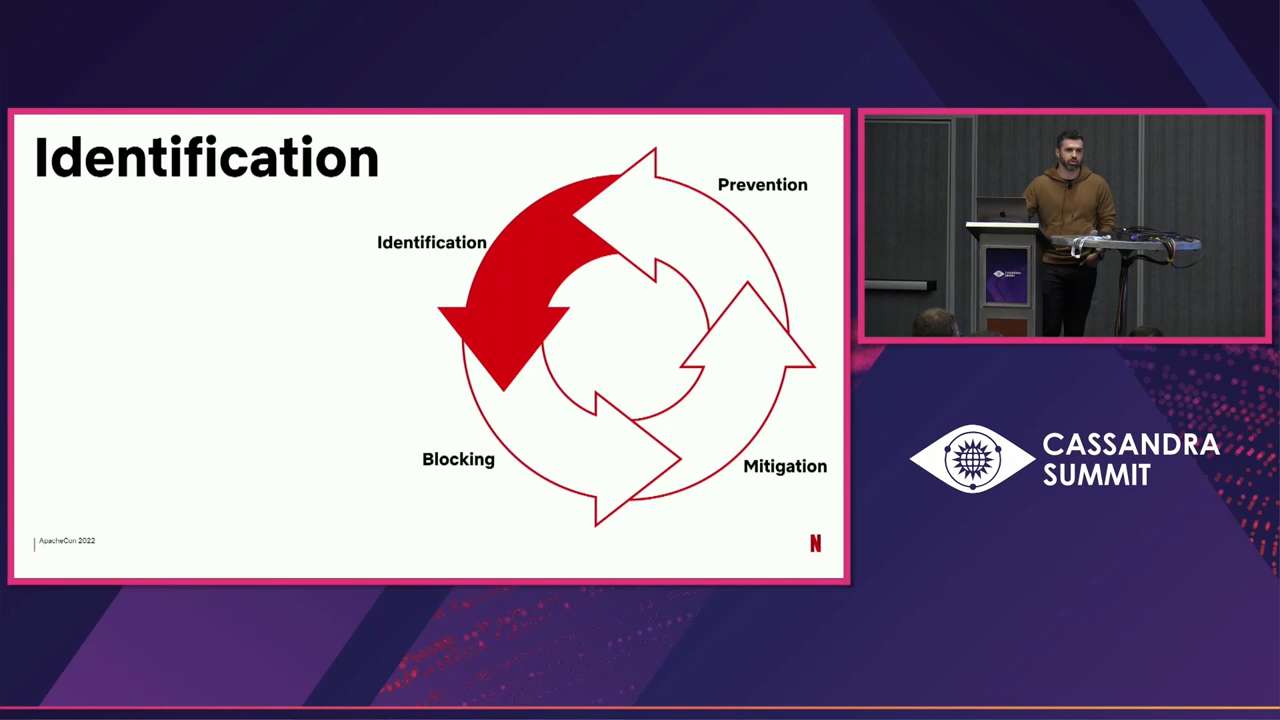 Identification
Prevention
Identification
Blocking
Mitigation
ApacheCon 2022
N
CASSANDRA
SUMMIT